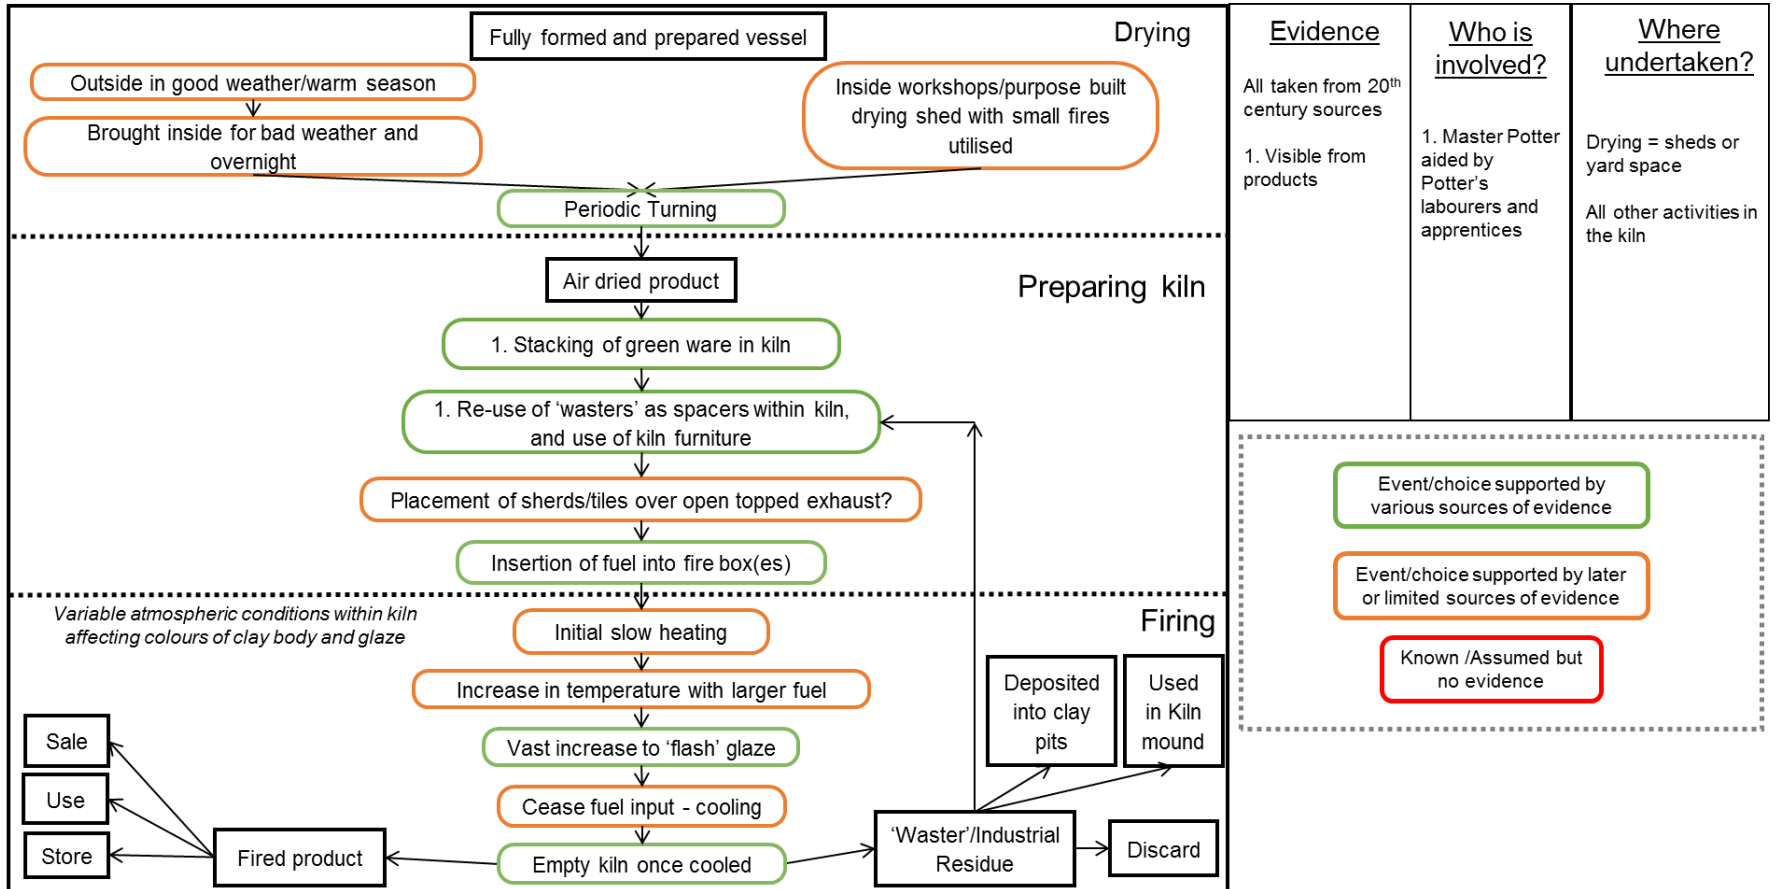 Drying
Fully formed and prepared vessel
Outside in good weather/warm season
Brought inside for bad weather and
overnight
Inside workshops/purpose built
drying shed with small fires
utilised
Periodic Turning
Preparing kiln
Air dried product
1. Stacking of green ware in kiln
1. Re-use of ‘wasters’ as spacers within kiln,
and use of kiln furniture
Placement of sherds/tiles over open topped exhaust?
Insertion of fuel into fire box(es)
Variable atmospheric conditions within kiln
affecting colours of clay body and glaze
Firing
Initial slow heating
Increase in temperature with larger fuel
Vast increase to ‘flash’ glaze
Cease fuel input - cooling
Empty kiln once cooled
Sale
Use
Store
Fired product
‘Waster’/Industrial
Residue
Deposited
into clay
pits
Used
in Kiln
mound
Discard
Evidence
All taken from 20th
century sources
1. Visible from
products
Who is
involved?
1. Master Potter
aided by
Potter’s
labourers and
apprentices
Where
undertaken?
Drying = sheds or
yard space
All other activities in
the kiln
Event/choice supported by
various sources of evidence
Event/choice supported by later
or limited sources of evidence
Known /Assumed but
no evidence